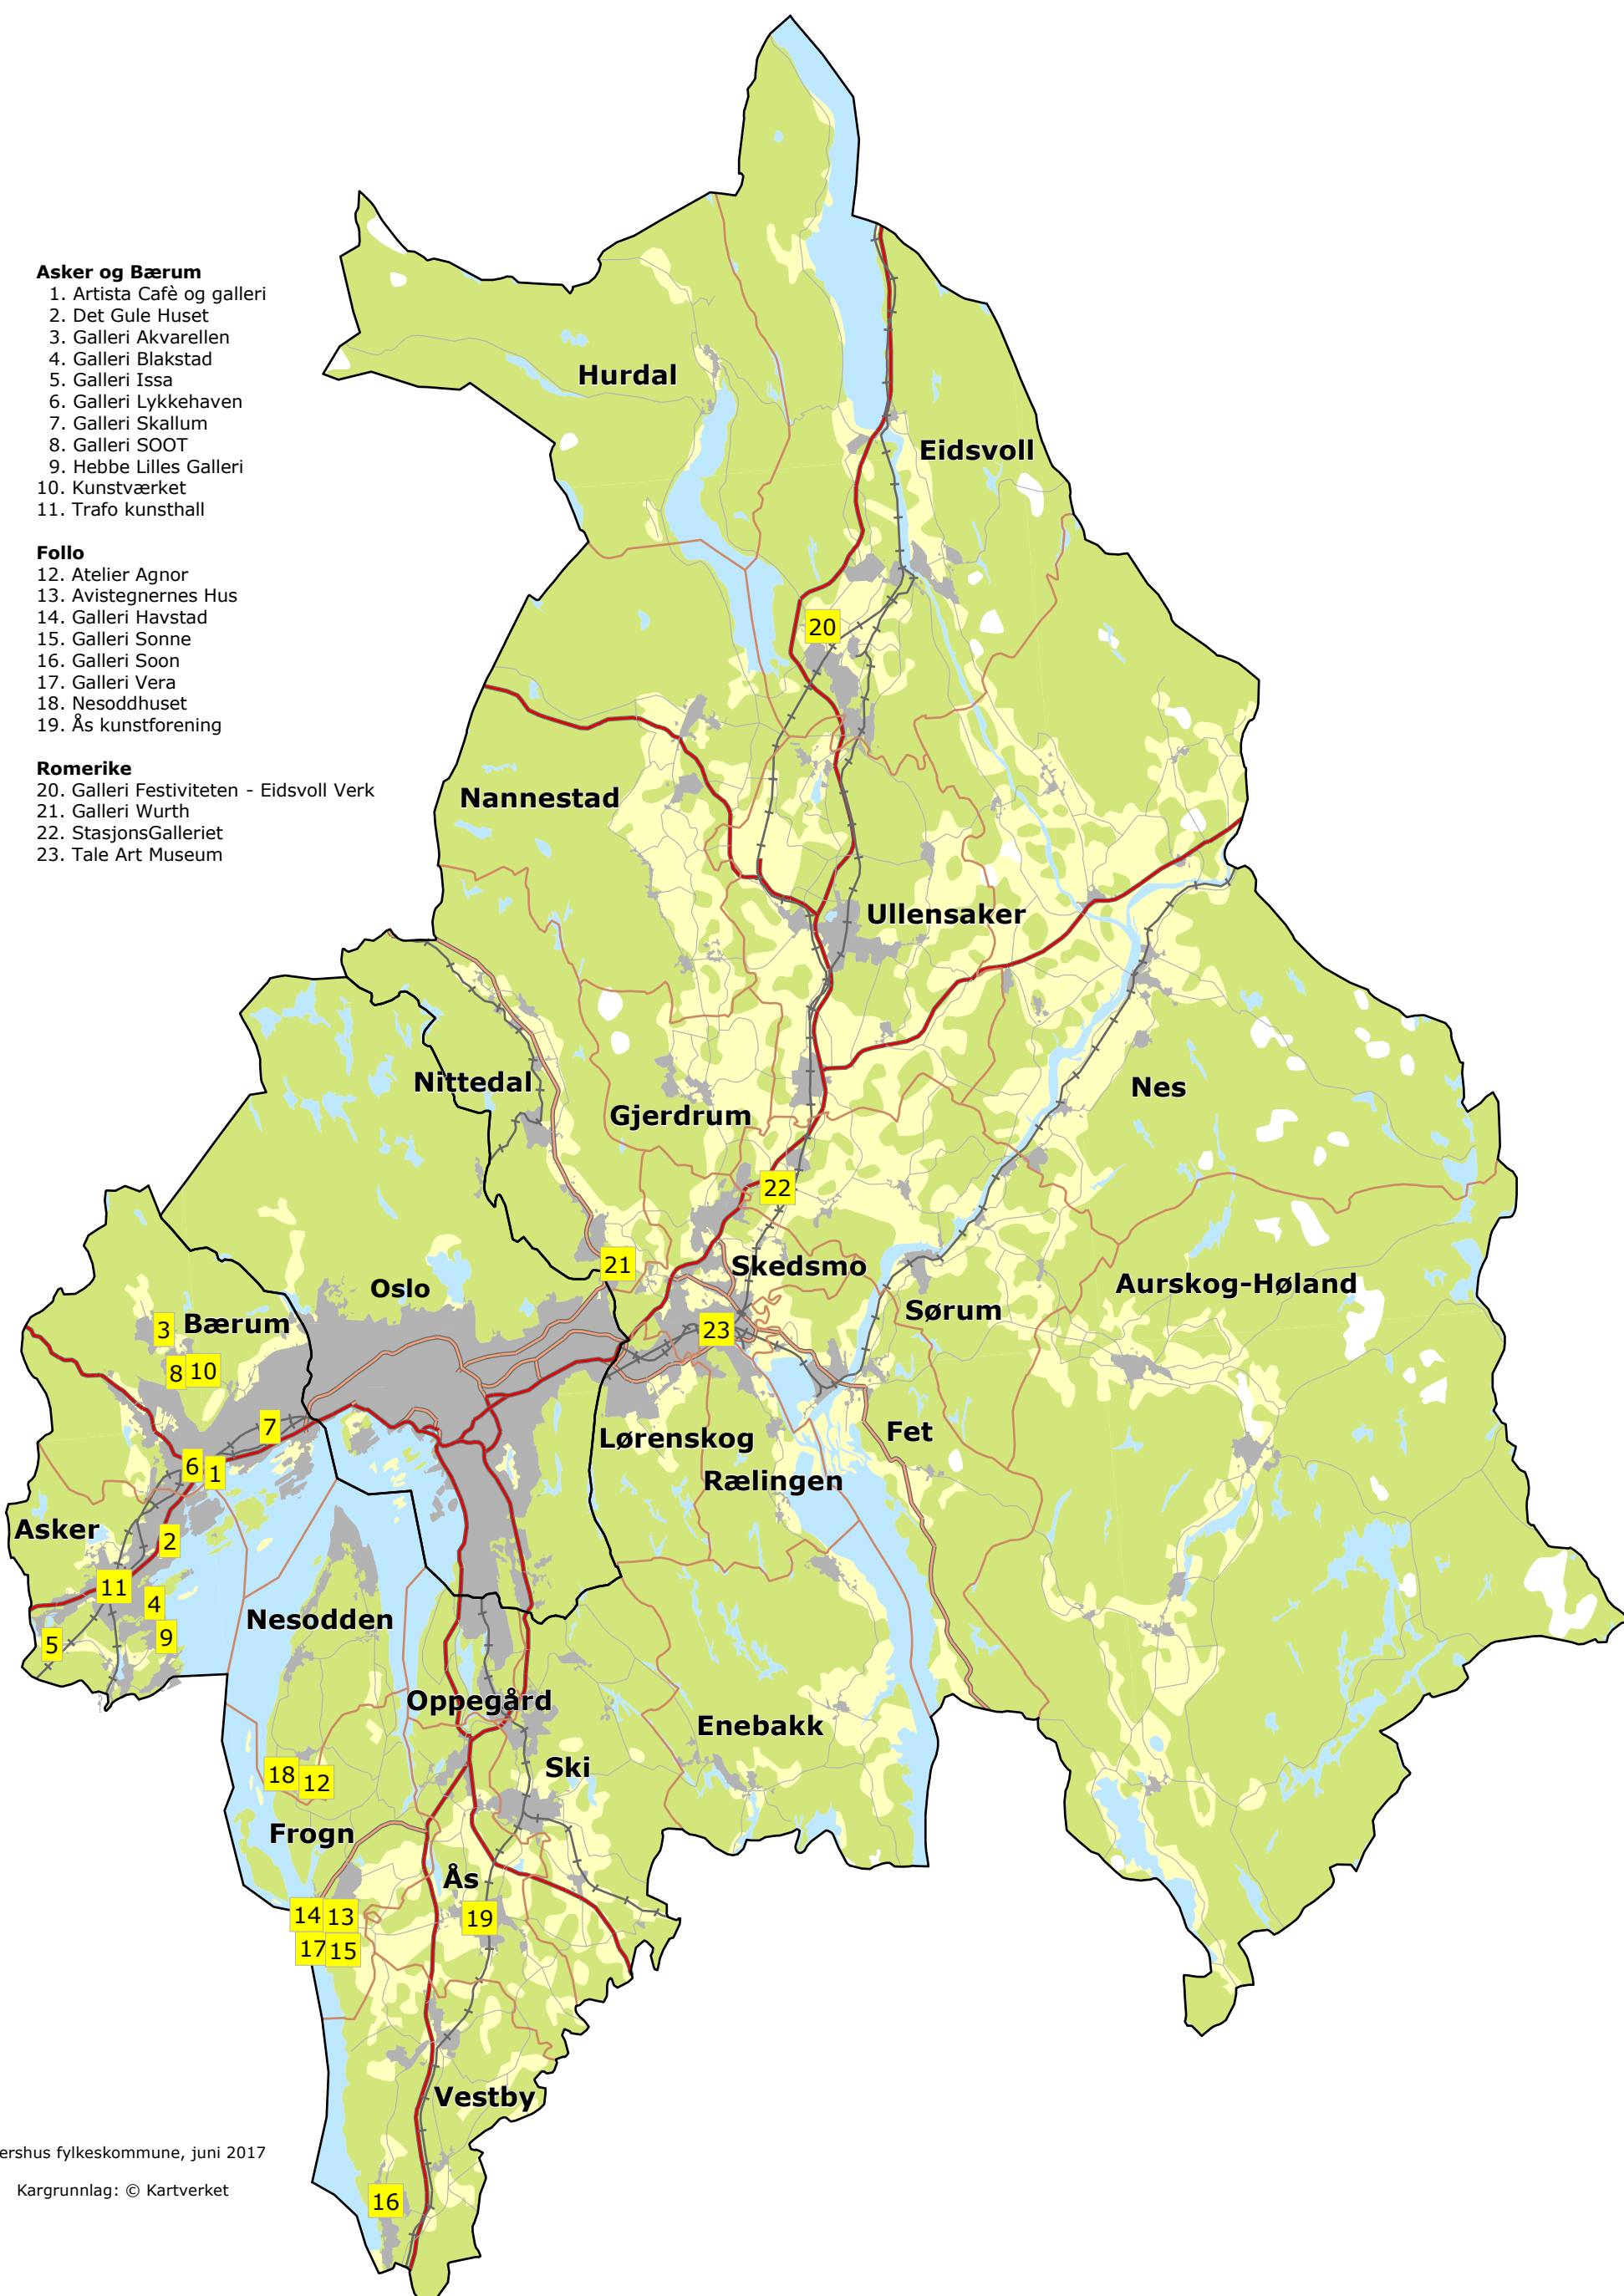 Asker og Bærum
1. Artista Cafè og galleri
2. Det Gule Huset
3. Galleri Akvarellen
4. Galleri Blakstad
5. Galleri Issa
6. Galleri Lykkehaven
7. Galleri Skallum
8. Galleri SOOT
9. Hebbe Lilles Galleri
10. Kunstværket
11. Trafo kunsthall
Follo
12. Atelier Agnor
13. Avistegnernes Hus
14. Galleri Havstad
15. Galleri Sonne
16. Galleri Soon
17. Galleri Vera
18. Nesoddhuset
19. Ås kunstforening
Romerike
20. Galleri Festiviteten - Eidsvoll Verk
21. Galleri Wurth
22. StasjonsGalleriet
23. Tale Art Museum
Hurdal
Eidsvoll
20
Nannestad
Ullensaker
Nittedal
Nes
Gjerdrum
22
21
Skedsmo
Oslo
Aurskog-Høland
Sørum
3
Bærum
23
8
10
7
Fet
Lørenskog
6
1
Rælingen
Asker
2
11
4
Nesodden
9
5
Oppegård
Enebakk
Ski
18
12
Frogn
Ås
14
13
19
17
15
Vestby
16
ershus fylkeskommune, juni 2017
Kargrunnlag: © Kartverket